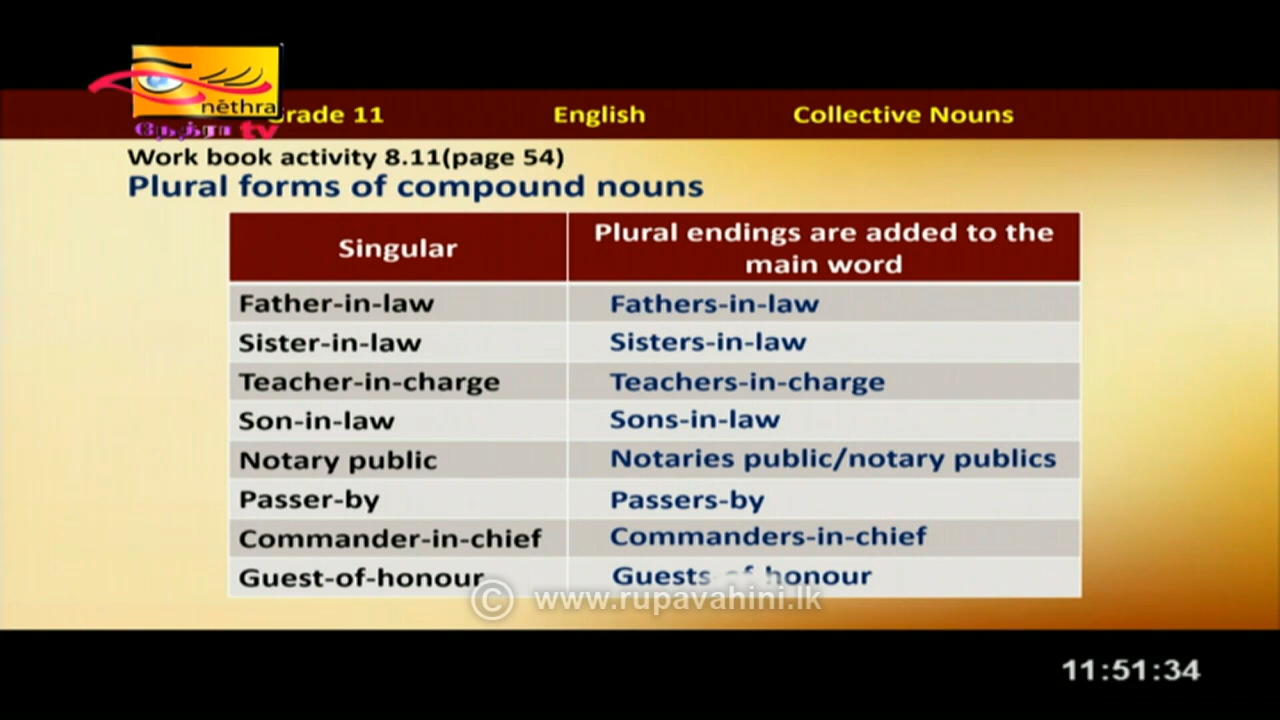 nethra
நேத்ரா tv
Grade 11 English Collective Nouns
Work book activity 8.11(page 54)
Plural forms of compound nouns
Singular
Plural endings are added to the
main word
Father-in-law Fathers-in-law
Sister-in-law Sisters-in-law
Teacher-in-charge Teachers-in-charge
Son-in-law Sons-in-law
Notary public Notaries public/notary publics
Passer-by Passers-by
Commander-in-chief Commanders-in-chief
Guest-of-honour Guests-of-honour
© www.rupavahini.lk
11:51:34